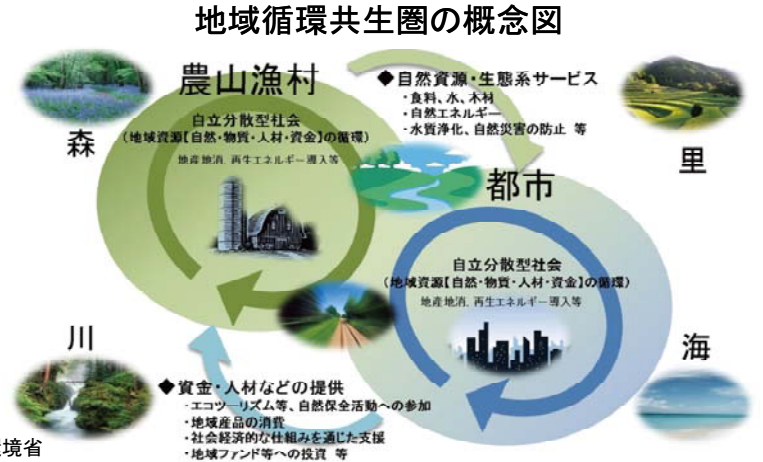 地域循環共生圏の概念図
農山漁村
自立分散型社会
(地域資源【自然・物質・人材・資金】の循環)
地産地消、再生エネルギー導入等
森
◆自然資源・生態系サービス
・食料、水、木材
・自然エネルギー
・水質浄化、自然災害の防止 等
里
都市
自立分散型社会
(地域資源【自然・物質・人材・資金】の循環)
地産地消、再生エネルギー導入等
川
海
◆資金・人材などの提供
・エコツーリズム等、自然保全活動への参加
・地域産品の消費
・社会経済的な仕組みを通じた支援
・地域ファンド等への投資 等
境省